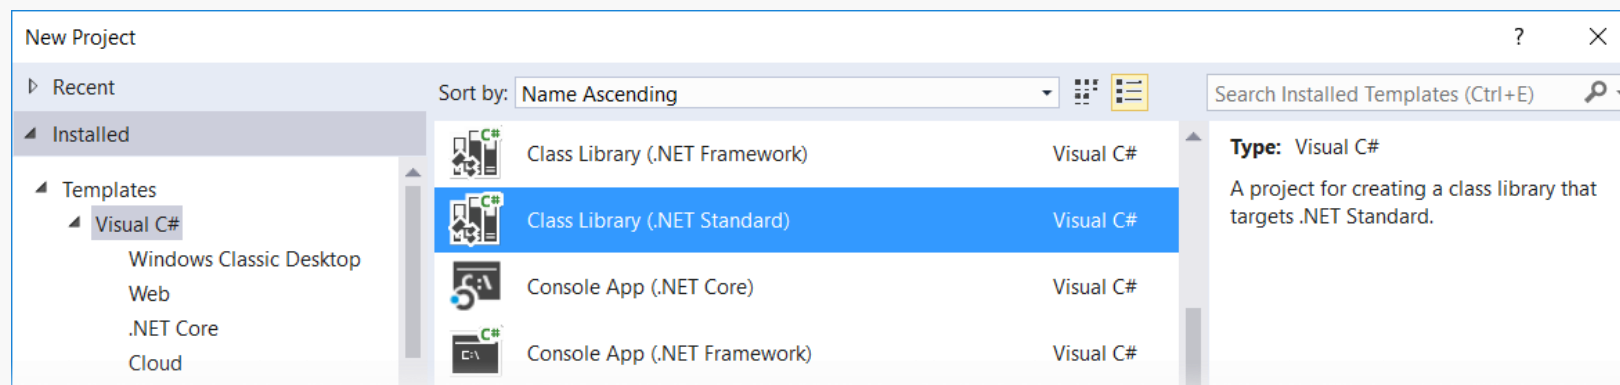 New Project
?
Recent
Installed
Templates
Visual C#
Windows Classic Desktop
Web
.NET Core
Cloud
Sort by: Name Ascending
Class Library (.NET Framework) Visual C#
Class Library (.NET Standard) Visual C#
Console App (.NET Core) Visual C#
Console App (.NET Framework) Visual C#
Search Installed Templates (Ctrl+E)
Type: Visual C#
A project for creating a class library that
targets .NET Standard.